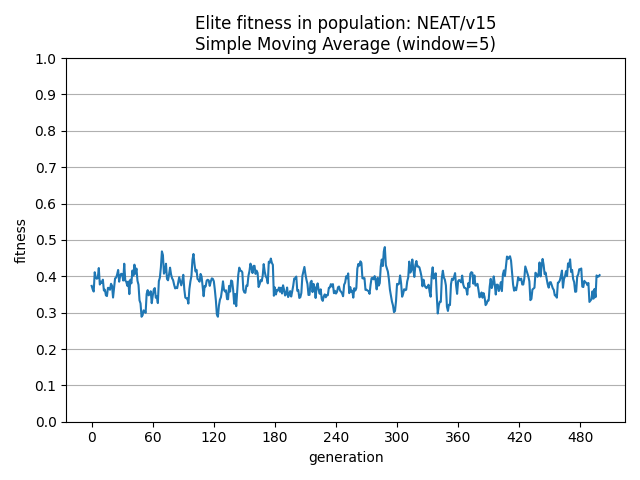 Elite fitness in population: NEAT/v15
Simple Moving Average (window=5)
1.0
0.9
0.8
0.7
0.6
0.5
0.4
0.3
0.2
0.1
0.0
fitness
0 60 120 180 240 300 360 420 480
generation